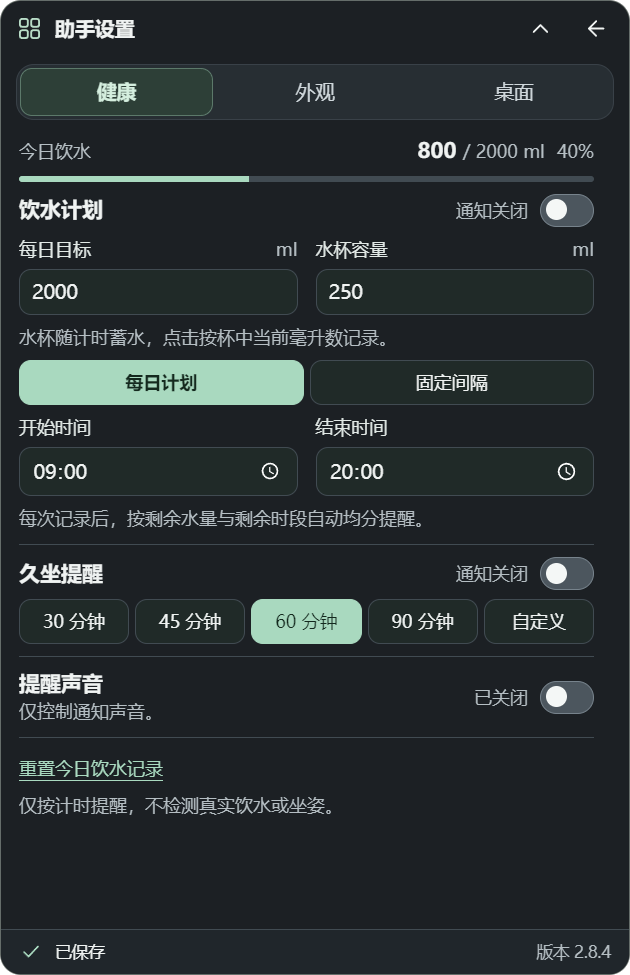 助手设置
健康 外观 桌面
今日饮水 800 / 2000 ml 40%
饮水计划 通知关闭
每日目标 ml 水杯容量 ml
2000 250
水杯随计时蓄水，点击按杯中当前毫升数记录。
每日计划 固定间隔
开始时间 结束时间
09:00 20:00
每次记录后，按剩余水量与剩余时段自动均分提醒。
久坐提醒 通知关闭
30 分钟 45 分钟 60 分钟 90 分钟 自定义
提醒声音 已关闭
仅控制通知声音。
重置今日饮水记录
仅按计时提醒，不检测真实饮水或坐姿。
已保存 版本 2.8.4